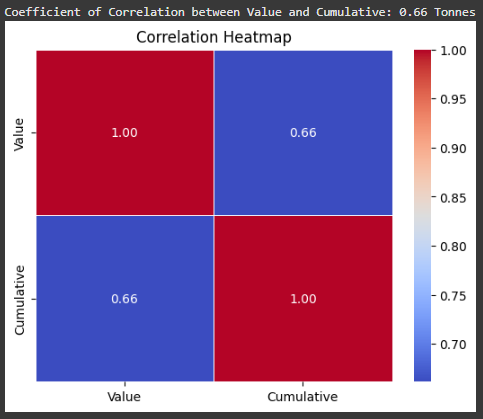 Coefficient of Correlation between Value and Cumulative: 0.66 Tonnes
Correlation Heatmap
Value
1.00
0.66
Cumulative
0.66
1.00
Value
Cumulative
1.00
0.95
0.90
0.85
0.80
0.75
0.70